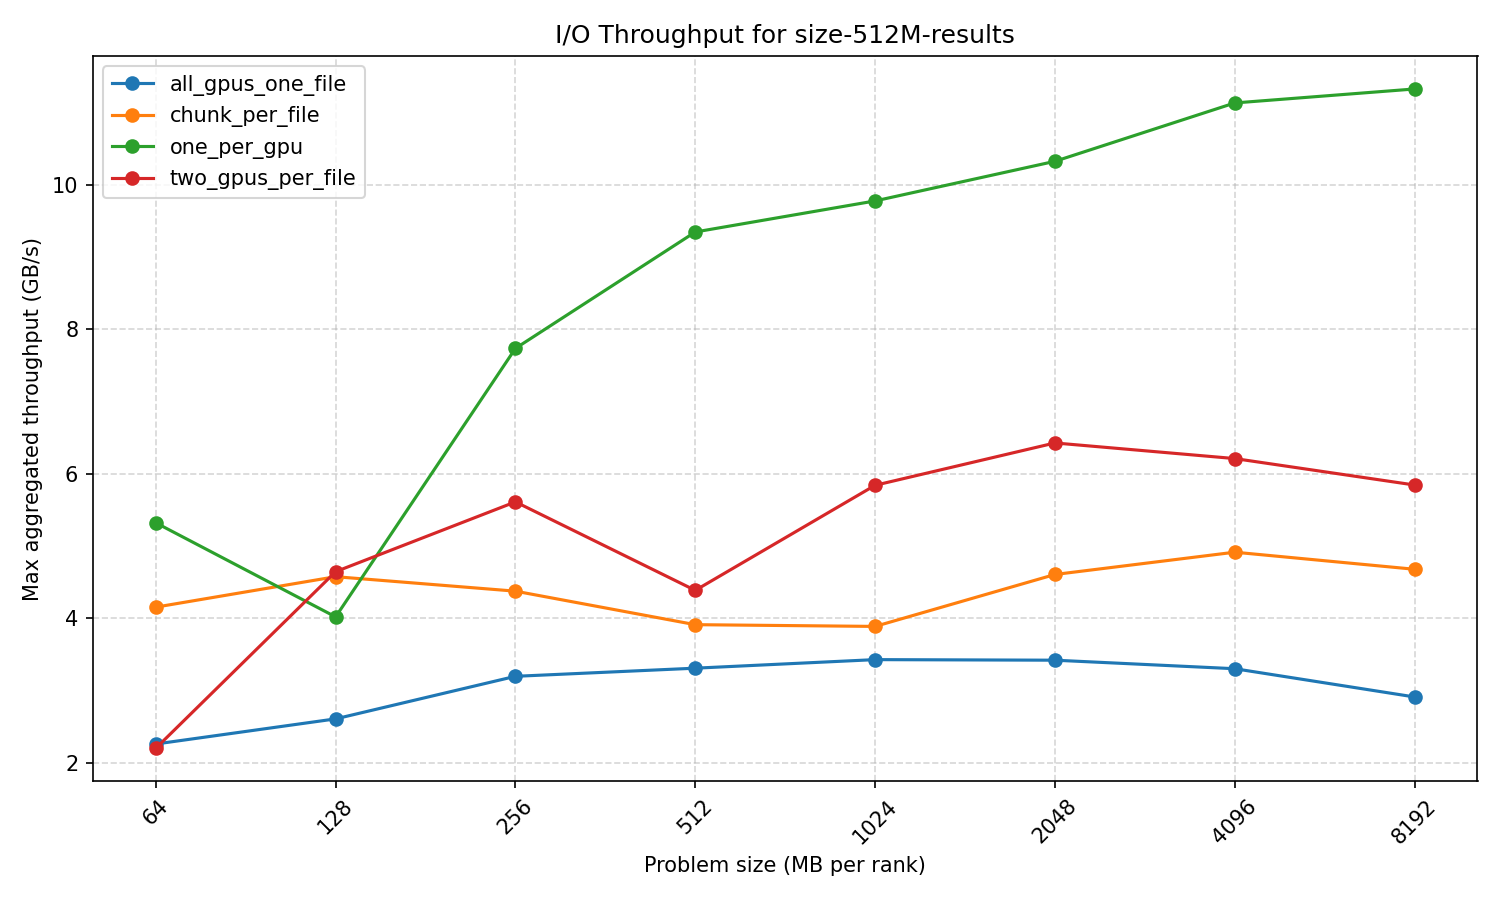 I/O Throughput for size-512M-results
all_gpus_one_file
chunk_per_file
one_per_gpu
two_gpus_per_file
Max aggregated throughput (GB/s)
10
8
6
4
2
64
128
256
512
1024
2048
4096
8192
Problem size (MB per rank)